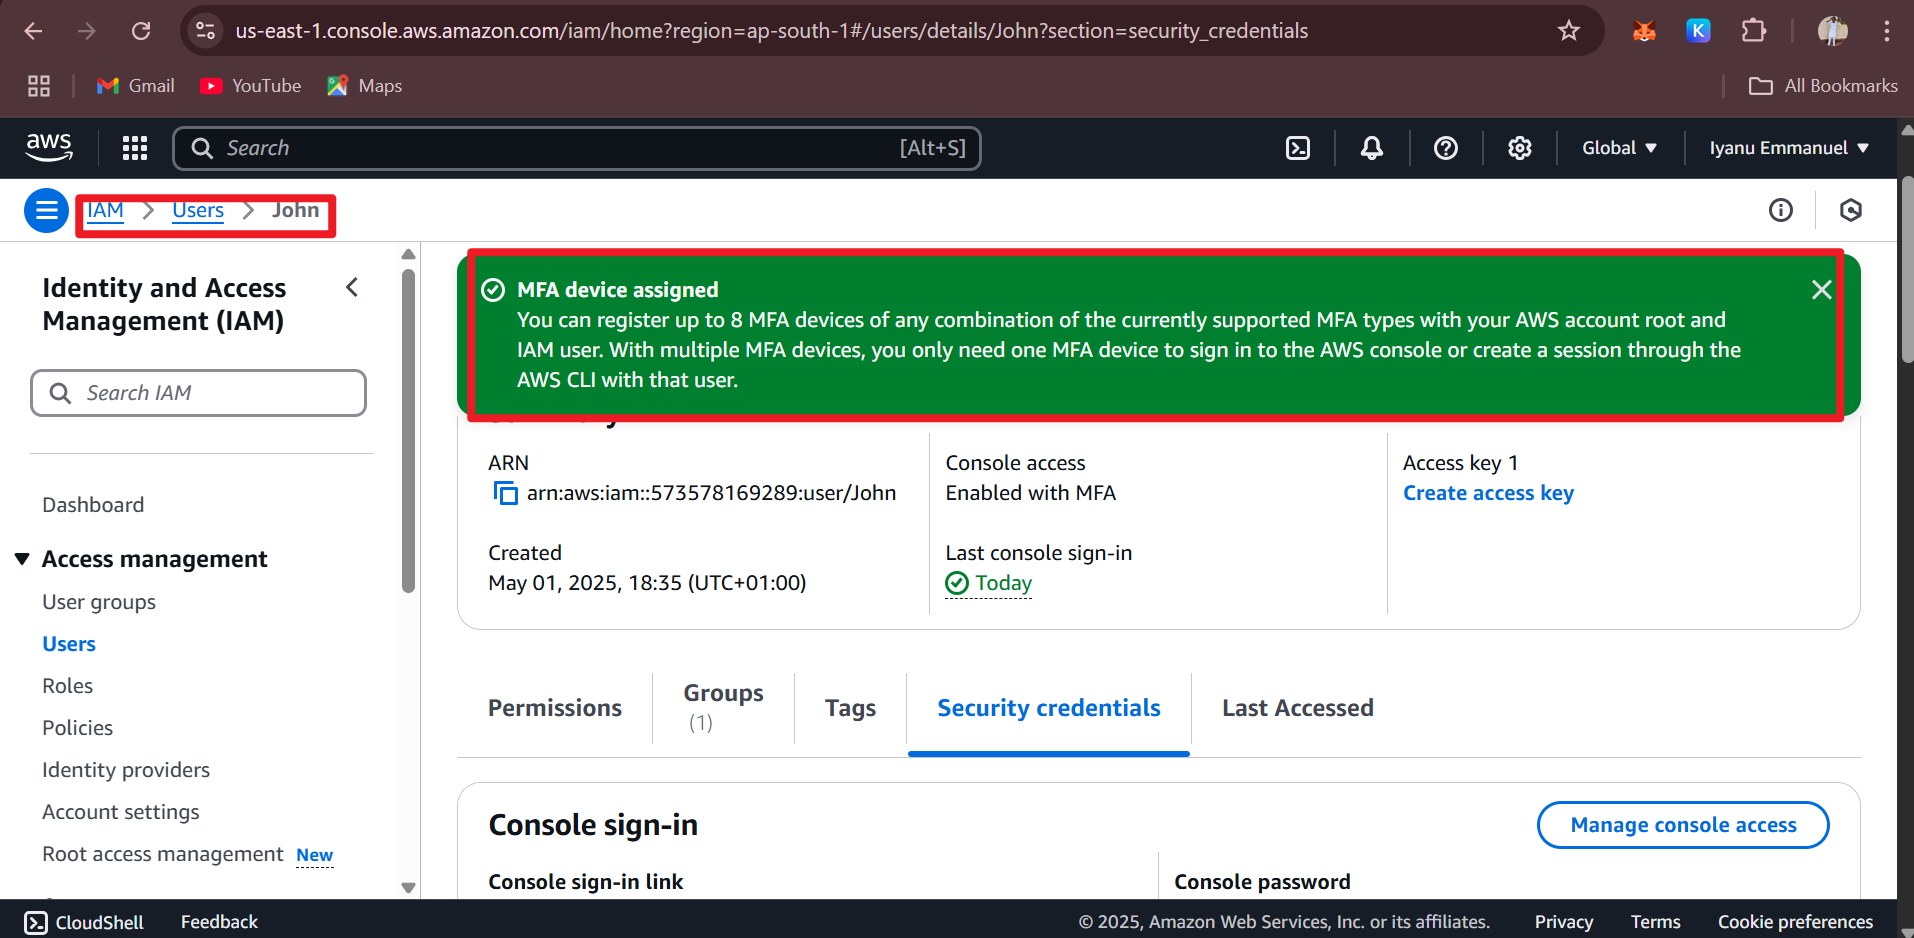 us-east-1.console.aws.amazon.com/iam/home?region=ap-south-1#/users/details/John?section=security_credentials
K
Gmail
YouTube
Maps
All Bookmarks
aws
Search
[Alt+S]
Global
Iyanu Emmanuel
IAM
Users
John
Identity and Access
Management (IAM)
Search IAM
Dashboard
Access management
User groups
Users
Roles
Policies
Identity providers
Account settings
Root access management New
MFA device assigned
You can register up to 8 MFA devices of any combination of the currently supported MFA types with your AWS account root and
IAM user. With multiple MFA devices, you only need one MFA device to sign in to the AWS console or create a session through the
AWS CLI with that user.
ARN
arn:aws:iam::573578169289:user/John
Console access
Enabled with MFA
Access key 1
Create access key
Created
May 01, 2025, 18:35 (UTC+01:00)
Last console sign-in
Today
Permissions
Groups
(1)
Tags
Security credentials
Last Accessed
Console sign-in
Manage console access
Console sign-in link
Console password
CloudShell
Feedback
© 2025, Amazon Web Services, Inc. or its affiliates.
Privacy
Terms
Cookie preferences